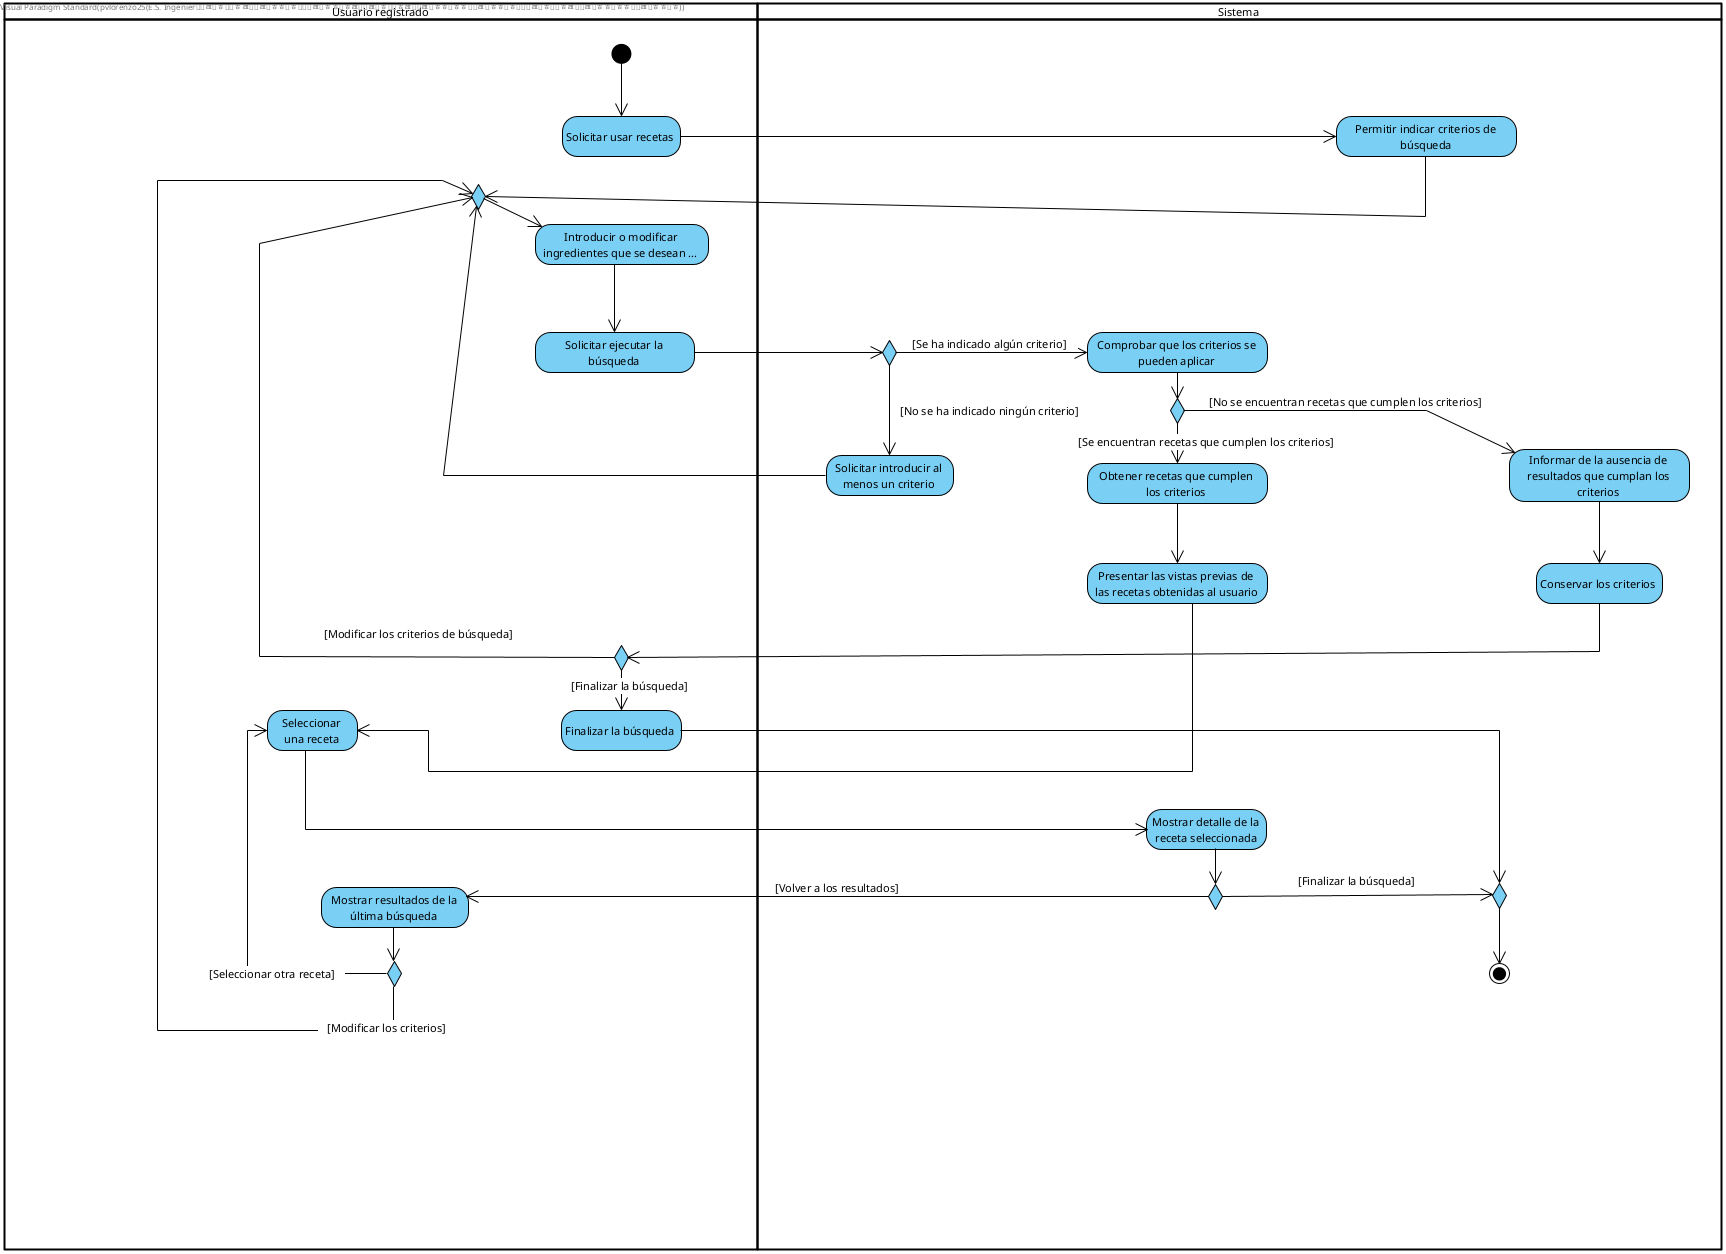 Visual Paradigm Standard(
Usuario registrado
Sistema
Solicitar usar recetas
Permitir indicar criterios de
búsqueda
Introducir o modificar
ingredientes que se desean ...
Solicitar ejecutar la
búsqueda
[Se ha indicado algún criterio]
Comprobar que los criterios se
pueden aplicar
[No se ha indicado ningún criterio]
[No se encuentran recetas que cumplen los criterios]
[Se encuentran recetas que cumplen los criterios]
Solicitar introducir al
menos un criterio
Obtener recetas que cumplen
los criterios
Informar de la ausencia de
resultados que cumplan los
criterios
Presentar las vistas previas de
las recetas obtenidas al usuario
Conservar los criterios
[Modificar los criterios de búsqueda]
[Finalizar la búsqueda]
Seleccionar
una receta
Finalizar la búsqueda
Mostrar detalle de la
receta seleccionada
[Volver a los resultados]
[Finalizar la búsqueda]
Mostrar resultados de la
última búsqueda
[Seleccionar otra receta]
[Modificar los criterios]